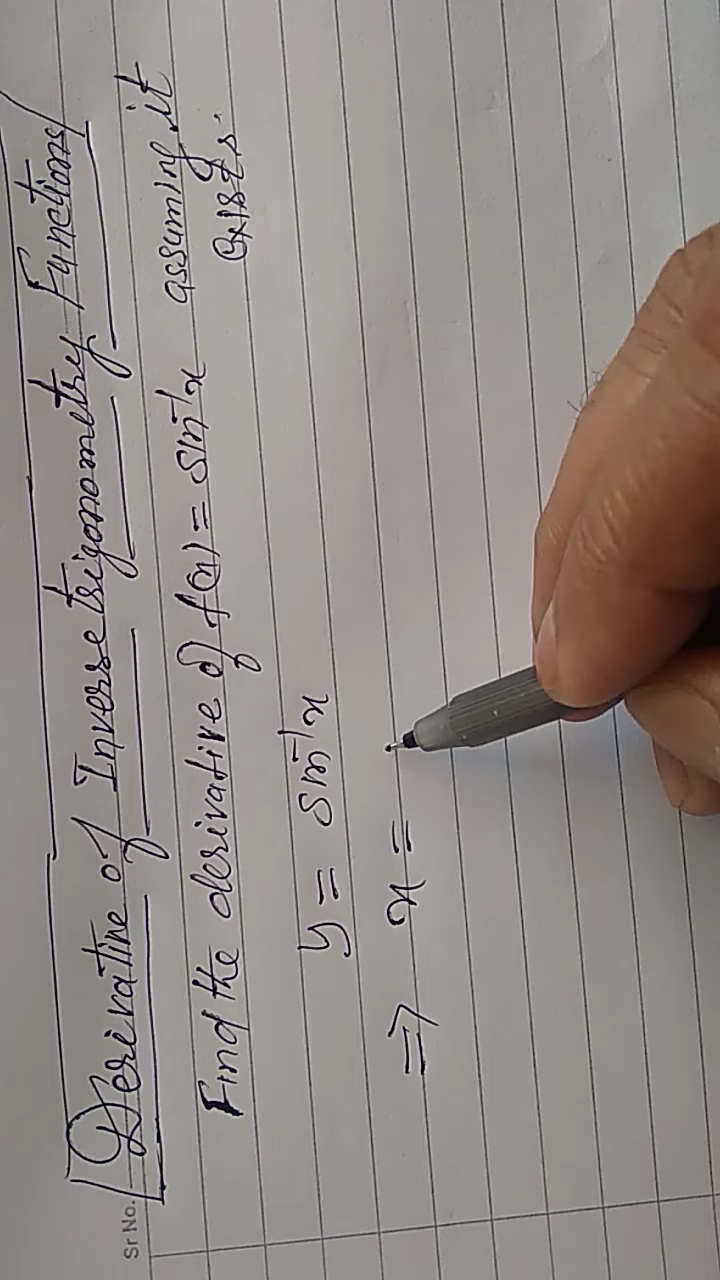 Sr No.
Derivative of Inverse trigonometry Functions
Find the derivative of f(x) = sin⁻¹x assuming it
exists.
y = sin⁻¹x
⇒ x =